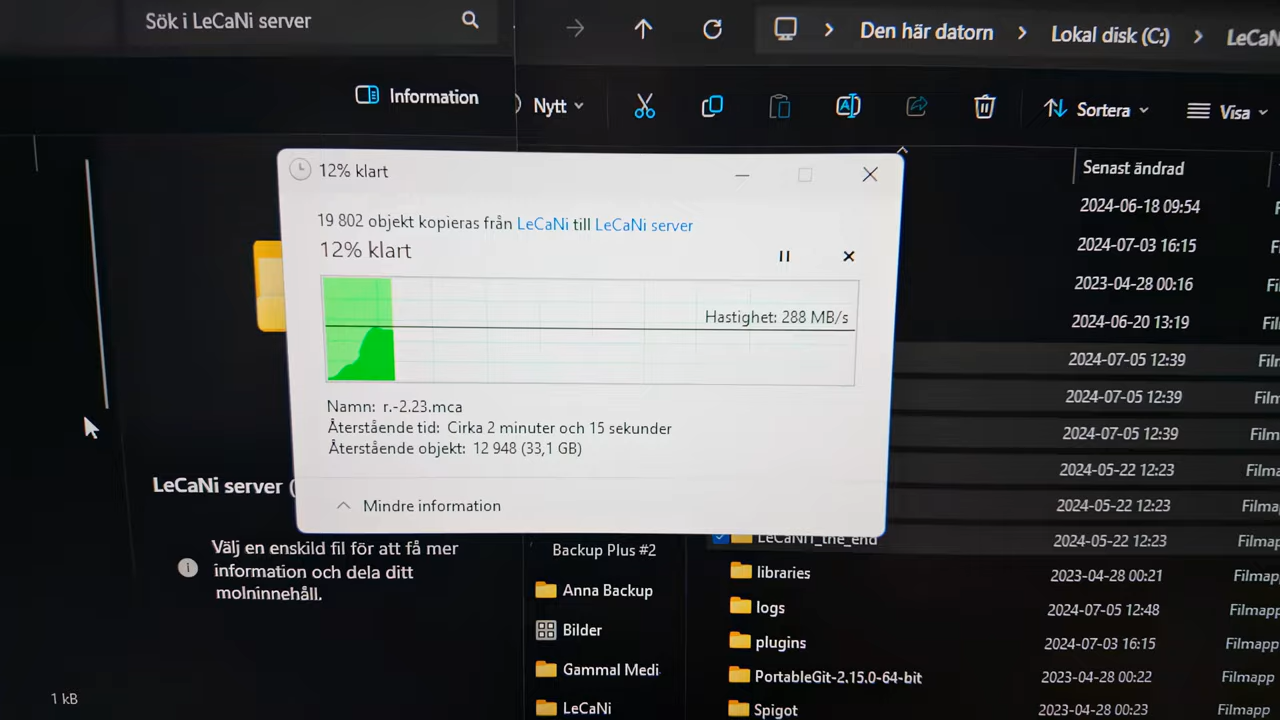 Sök i LeCaNi server
Den här datorn
Lokal disk (C:)
Information
Nytt
Sortera
Visa
12% klart
19 802 objekt kopieras från LeCaNi till LeCaNi server
12% klart
Hastighet: 288 MB/s
Namn: r.-2.23.mca
Återstående tid: Cirka 2 minuter och 15 sekunder
Återstående objekt: 12 948 (33,1 GB)
Mindre information
Senast ändrad
2024-06-18 09:54
2024-07-03 16:15
2023-04-28 00:16
2024-06-20 13:19
2024-07-05 12:39
2024-07-05 12:39
2024-07-05 12:39
2024-05-22 12:23
2024-05-22 12:23
2024-05-22 12:23
LeCaNi server (
Välj en enskild fil för att få mer
information och dela ditt
molninnehåll.
1 kB
Backup Plus #2
Anna Backup
Bilder
Gammal Medi
LeCaNi
libraries 2023-04-28 00:21 Filmapp
logs 2024-07-05 12:48 Filmapp
plugins 2024-07-03 16:15 Filmapp
PortableGit-2.15.0-64-bit 2023-04-28 00:22 Filmapp
Spigot 2023-04-28 00:23 Filmapp